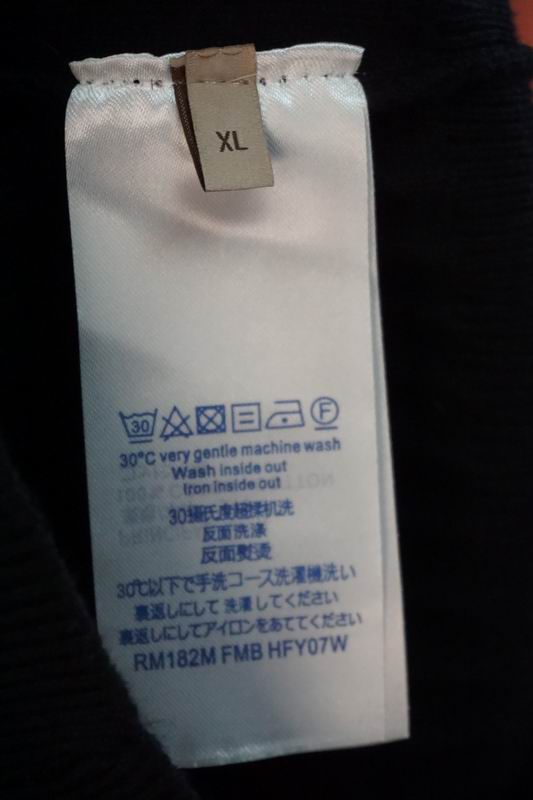 XL
30
F
30°C very gentle machine wash
Wash inside out
Iron inside out
30摄氏度超揉机洗
反面洗涤
反面熨烫
30℃以下で手洗コース洗濯機洗い
裏返しにして 洗濯してください
裏返しにしてアイロンをあててください
RM182M FMB HFY07W